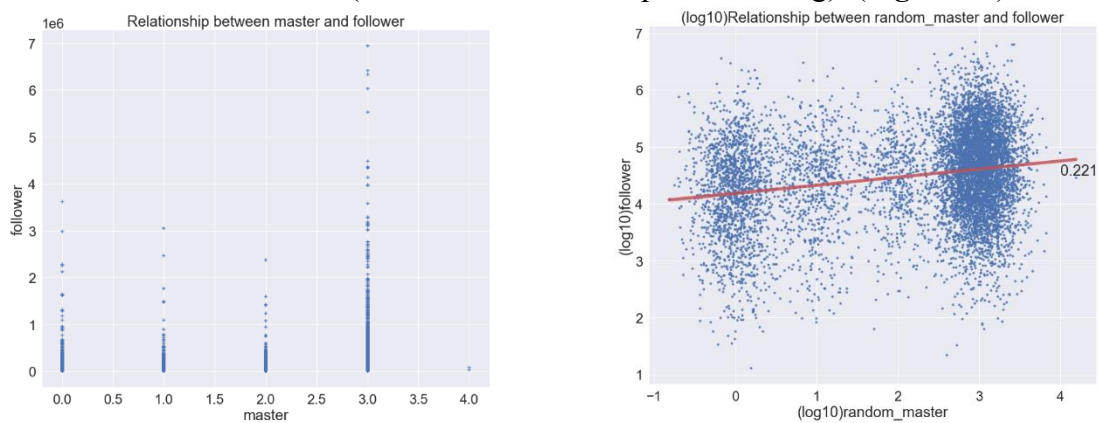 1e6
Relationship between master and follower
7
6
5
4
3
2
1
0
follower
0.0 0.5 1.0 1.5 2.0 2.5 3.0 3.5 4.0
master
(log10)Relationship between random_master and follower
7
6
5
4
3
2
1
(log10)follower
0.221
−1 0 1 2 3 4
(log10)random_master